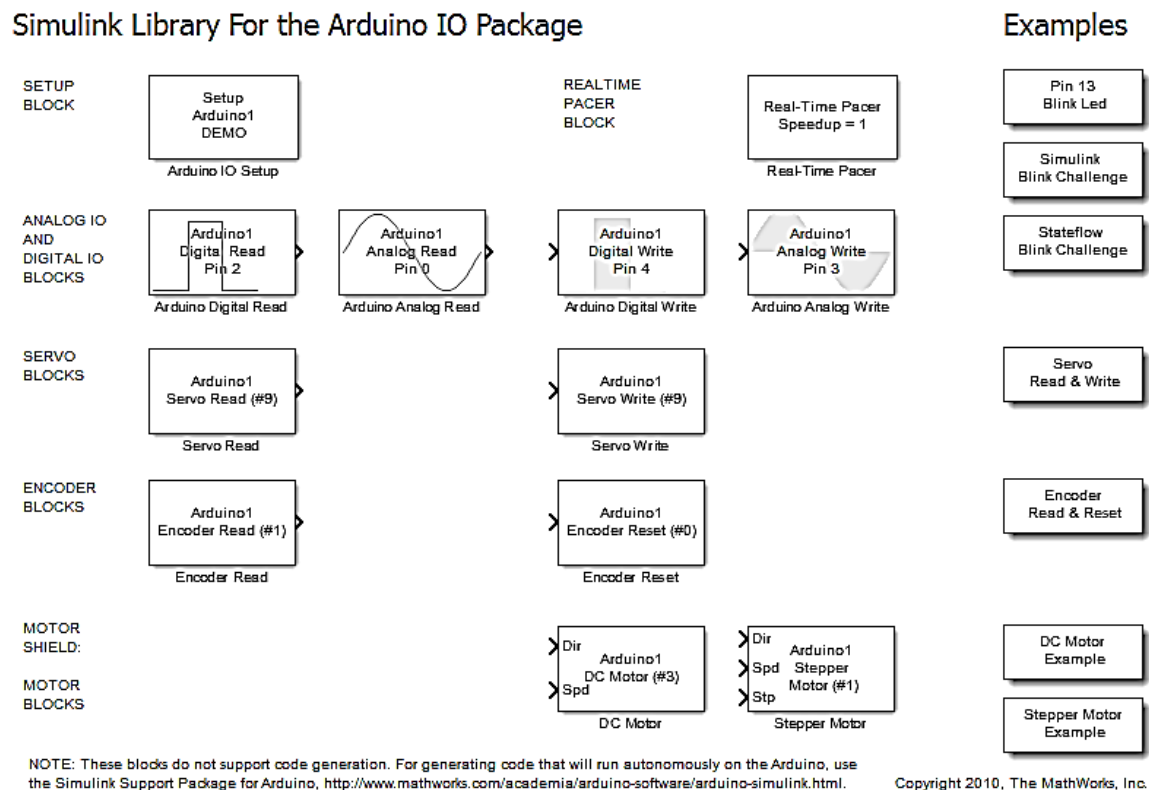 Simulink Library For the Arduino IO Package
Examples
SETUP
BLOCK
Setup
Arduino1
DEMO
Arduino IO Setup
REALTIME
PACER
BLOCK
Real-Time Pacer
Speedup = 1
Real-Time Pacer
Pin 13
Blink Led
Simulink
Blink Challenge
ANALOG IO
AND
DIGITAL IO
BLOCKS
Arduino1
Digital Read
Pin 2
Arduino Digital Read
Arduino1
Analog Read
Pin 0
Arduino Analog Read
Arduino1
Digital Write
Pin 4
Arduino Digital Write
Arduino1
Analog Write
Pin 3
Arduino Analog Write
Stateflow
Blink Challenge
SERVO
BLOCKS
Arduino1
Servo Read (#9)
Servo Read
Arduino1
Servo Write (#9)
Servo Write
Servo
Read & Write
ENCODER
BLOCKS
Arduino1
Encoder Read (#1)
Encoder Read
Arduino1
Encoder Reset (#0)
Encoder Reset
Encoder
Read & Reset
MOTOR
SHIELD:
MOTOR
BLOCKS
Dir
Spd
Arduino1
DC Motor (#3)
DC Motor
Dir
Spd
Stp
Arduino1
Stepper
Motor (#1)
Stepper Motor
DC Motor
Example
Stepper Motor
Example
NOTE: These blocks do not support code generation. For generating code that will run autonomously on the Arduino, use
the Simulink Support Package for Arduino, http://www.mathworks.com/academia/arduino-software/arduino-simulink.html.
Copyright 2010, The MathWorks, Inc.